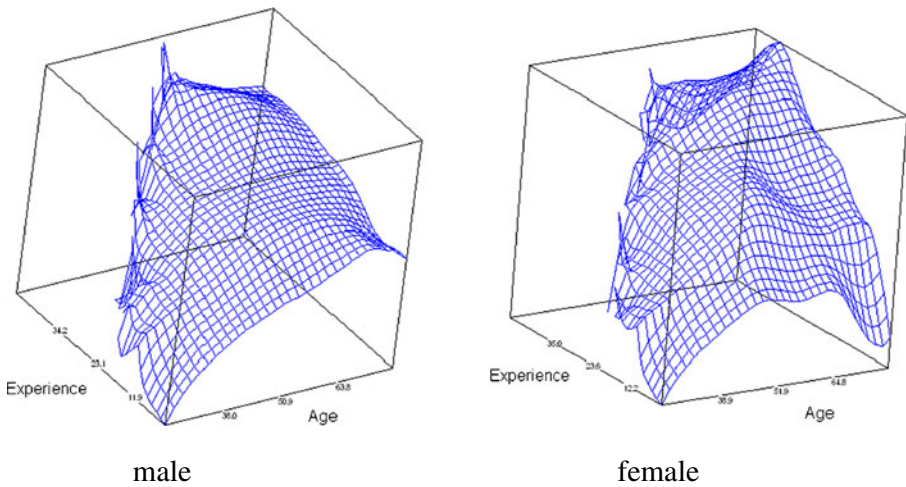 34.2
23.1
11.9
Experience
38.0
50.9
63.8
Age
male
35.0
23.6
12.2
Experience
38.9
51.9
64.8
Age
female